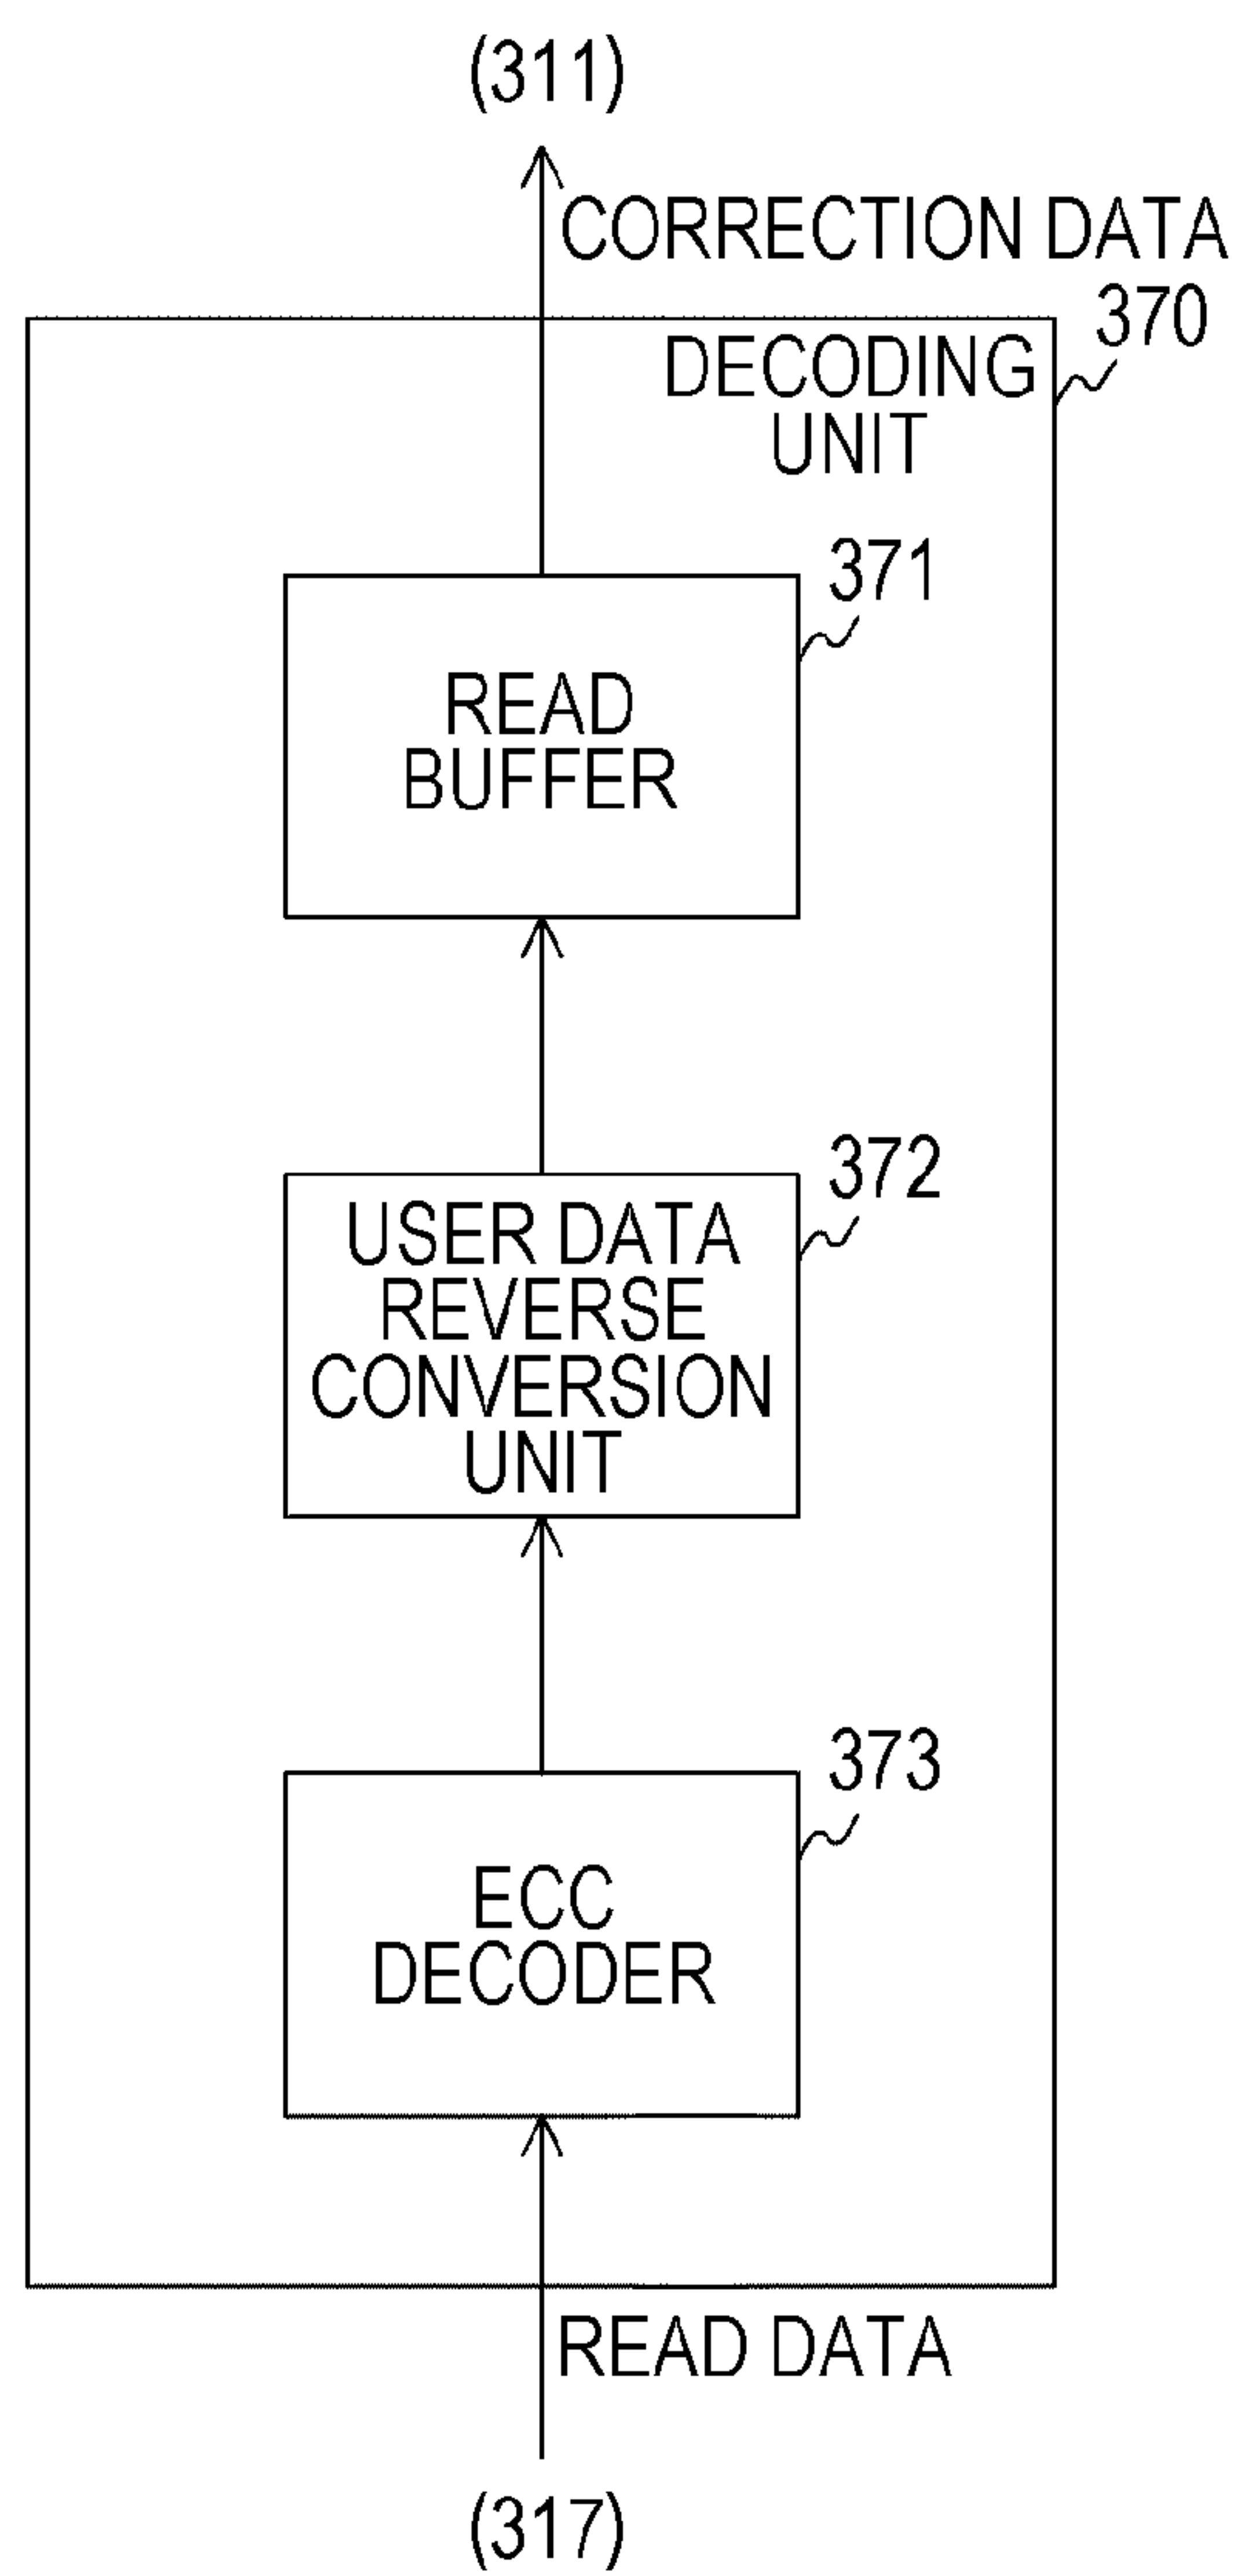 (311)
CORRECTION DATA
370
DECODING
UNIT
371
READ
BUFFER
372
USER DATA
REVERSE
CONVERSION
UNIT
373
ECC
DECODER
READ DATA
(317)